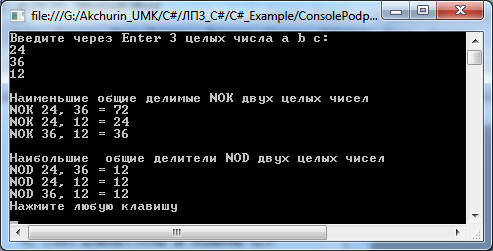 file:///G:/Akchurin_UMK/C#/ЛП3_C#/C#_Example/ConsolePodp...
Введите через Enter 3 целых числа a b c:
24
36
12
Наименьшие общие делимые NOK двух целых чисел
NOK 24, 36 = 72
NOK 24, 12 = 24
NOK 36, 12 = 36
Наибольшие  общие делители NOD двух целых чисел
NOD 24, 36 = 12
NOD 24, 12 = 12
NOD 36, 12 = 12
Нажмите любую клавишу